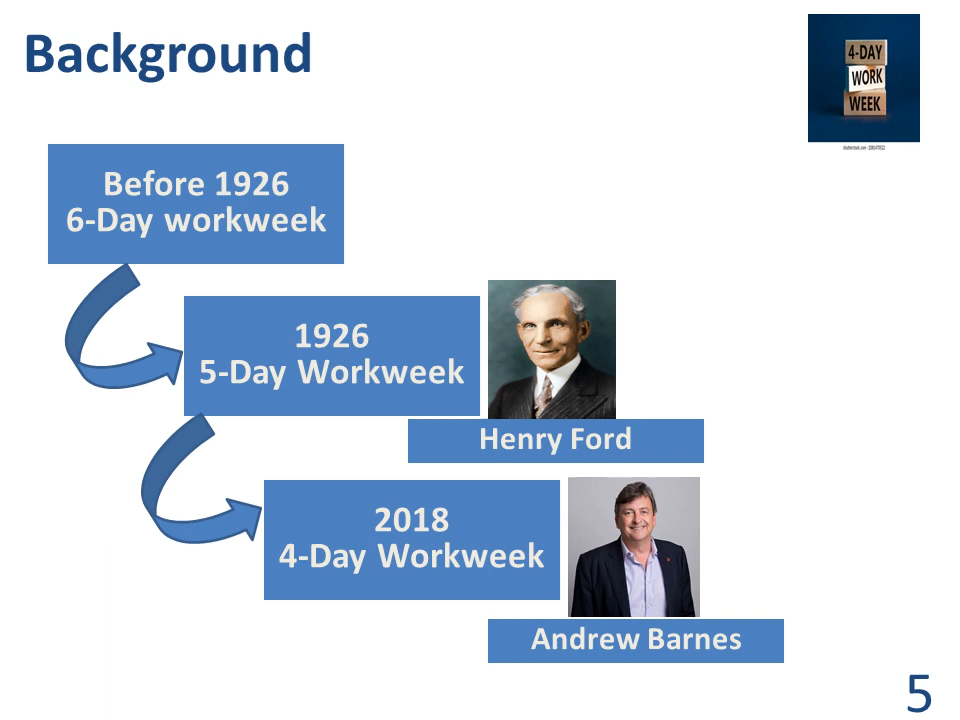 Background
4-DAY
WORK
WEEK
Before 1926
6-Day workweek
1926
5-Day Workweek
Henry Ford
2018
4-Day Workweek
Andrew Barnes
5